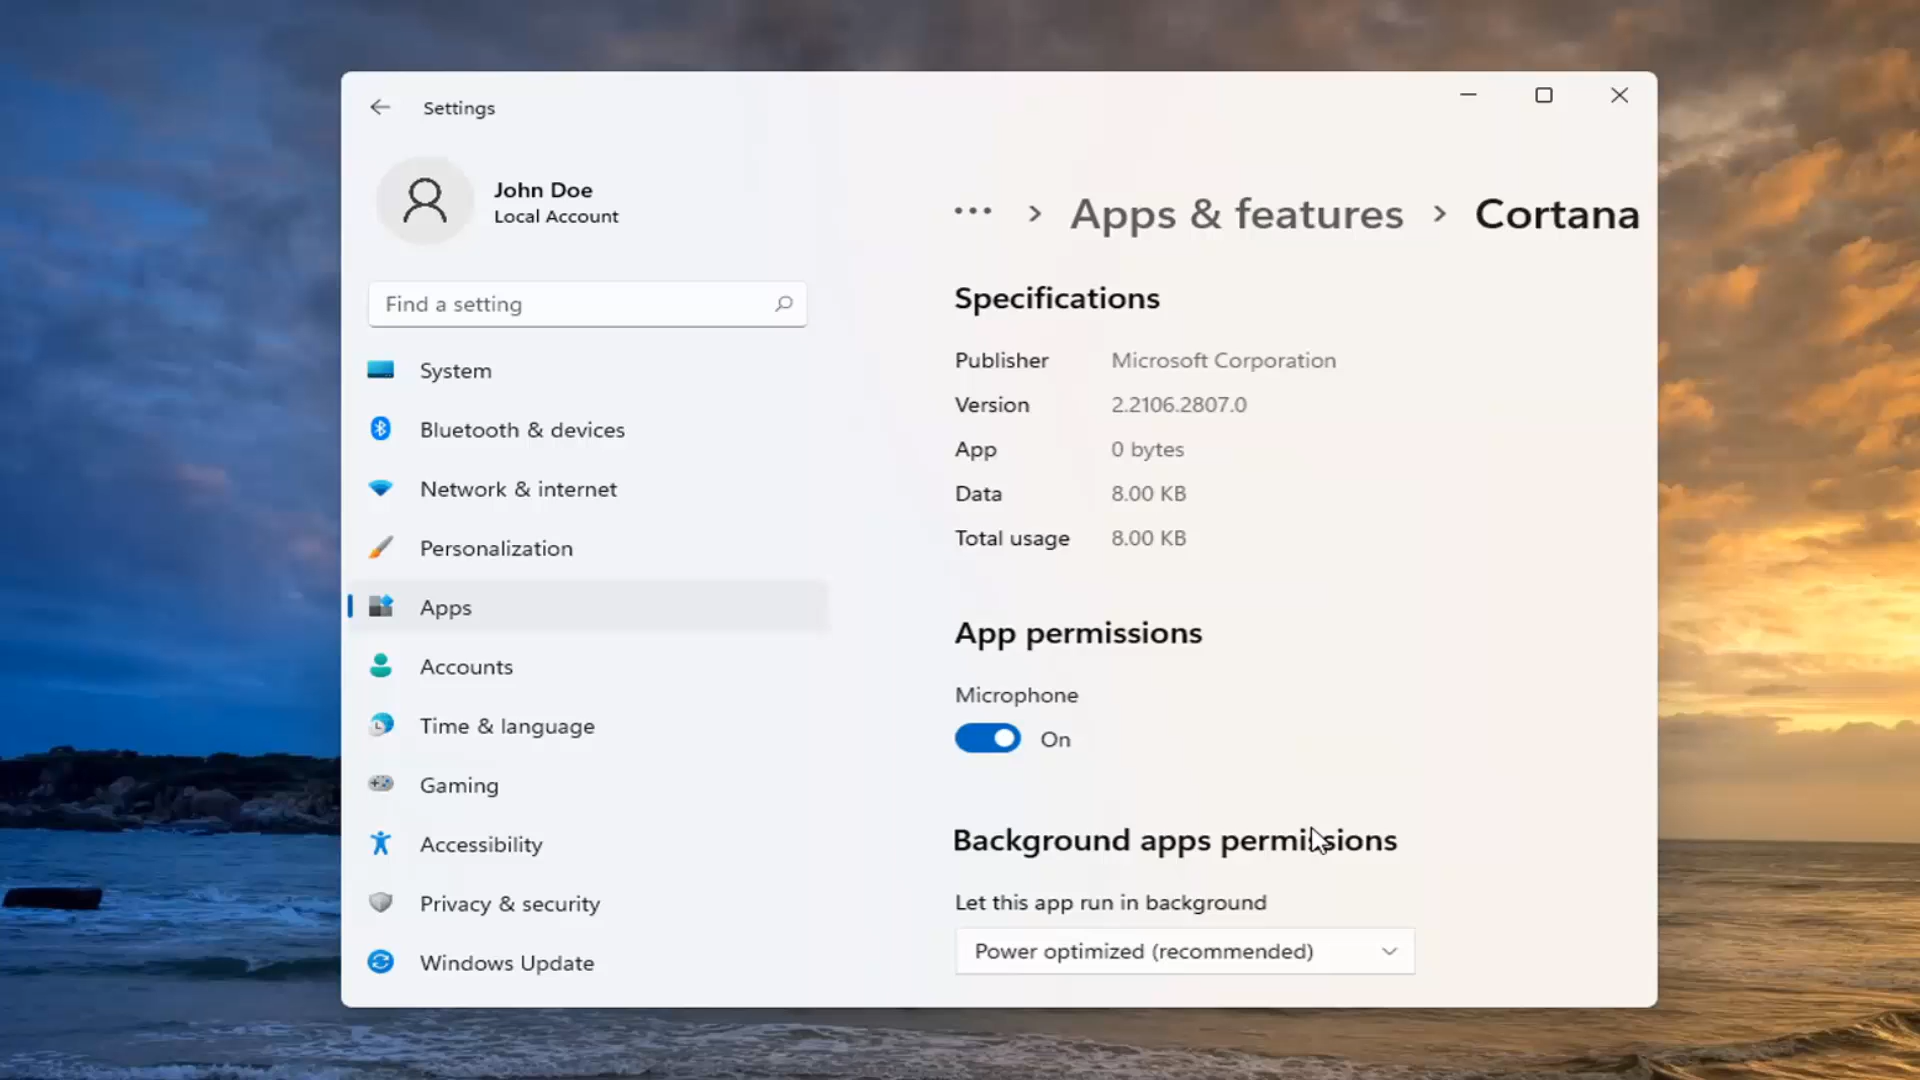 Settings
John Doe
Local Account
Find a setting
System
Bluetooth & devices
Network & internet
Personalization
Apps
Accounts
Time & language
Gaming
Accessibility
Privacy & security
Windows Update
··· > Apps & features > Cortana
Specifications
Publisher Microsoft Corporation
Version 2.2106.2807.0
App 0 bytes
Data 8.00 KB
Total usage 8.00 KB
App permissions
Microphone
On
Background apps permissions
Let this app run in background
Power optimized (recommended)